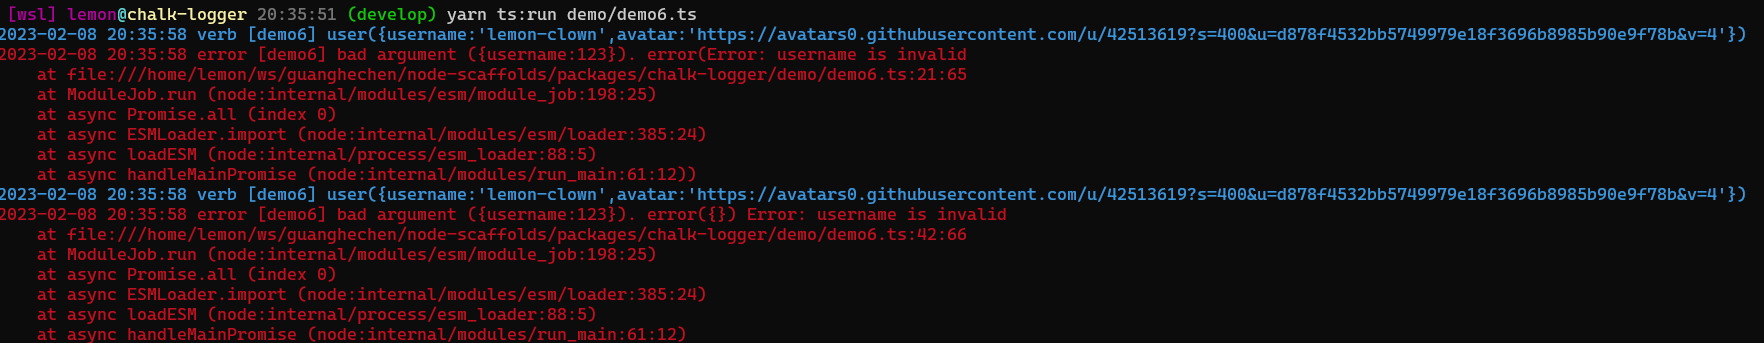 [wsl] lemon@chalk-logger 20:35:51 (develop) yarn ts:run demo/demo6.ts
2023-02-08 20:35:58 verb [demo6] user({username:'lemon-clown',avatar:'https://avatars0.githubusercontent.com/u/42513619?s=400&u=d878f4532bb5749979e18f3696b8985b90e9f78b&v=4'})
2023-02-08 20:35:58 error [demo6] bad argument ({username:123}). error(Error: username is invalid
    at file:///home/lemon/ws/guanghechen/node-scaffolds/packages/chalk-logger/demo/demo6.ts:21:65
    at ModuleJob.run (node:internal/modules/esm/module_job:198:25)
    at async Promise.all (index 0)
    at async ESMLoader.import (node:internal/modules/esm/loader:385:24)
    at async loadESM (node:internal/process/esm_loader:88:5)
    at async handleMainPromise (node:internal/modules/run_main:61:12))
2023-02-08 20:35:58 verb [demo6] user({username:'lemon-clown',avatar:'https://avatars0.githubusercontent.com/u/42513619?s=400&u=d878f4532bb5749979e18f3696b8985b90e9f78b&v=4'})
2023-02-08 20:35:58 error [demo6] bad argument ({username:123}). error({}) Error: username is invalid
    at file:///home/lemon/ws/guanghechen/node-scaffolds/packages/chalk-logger/demo/demo6.ts:42:66
    at ModuleJob.run (node:internal/modules/esm/module_job:198:25)
    at async Promise.all (index 0)
    at async ESMLoader.import (node:internal/modules/esm/loader:385:24)
    at async loadESM (node:internal/process/esm_loader:88:5)
    at async handleMainPromise (node:internal/modules/run_main:61:12)